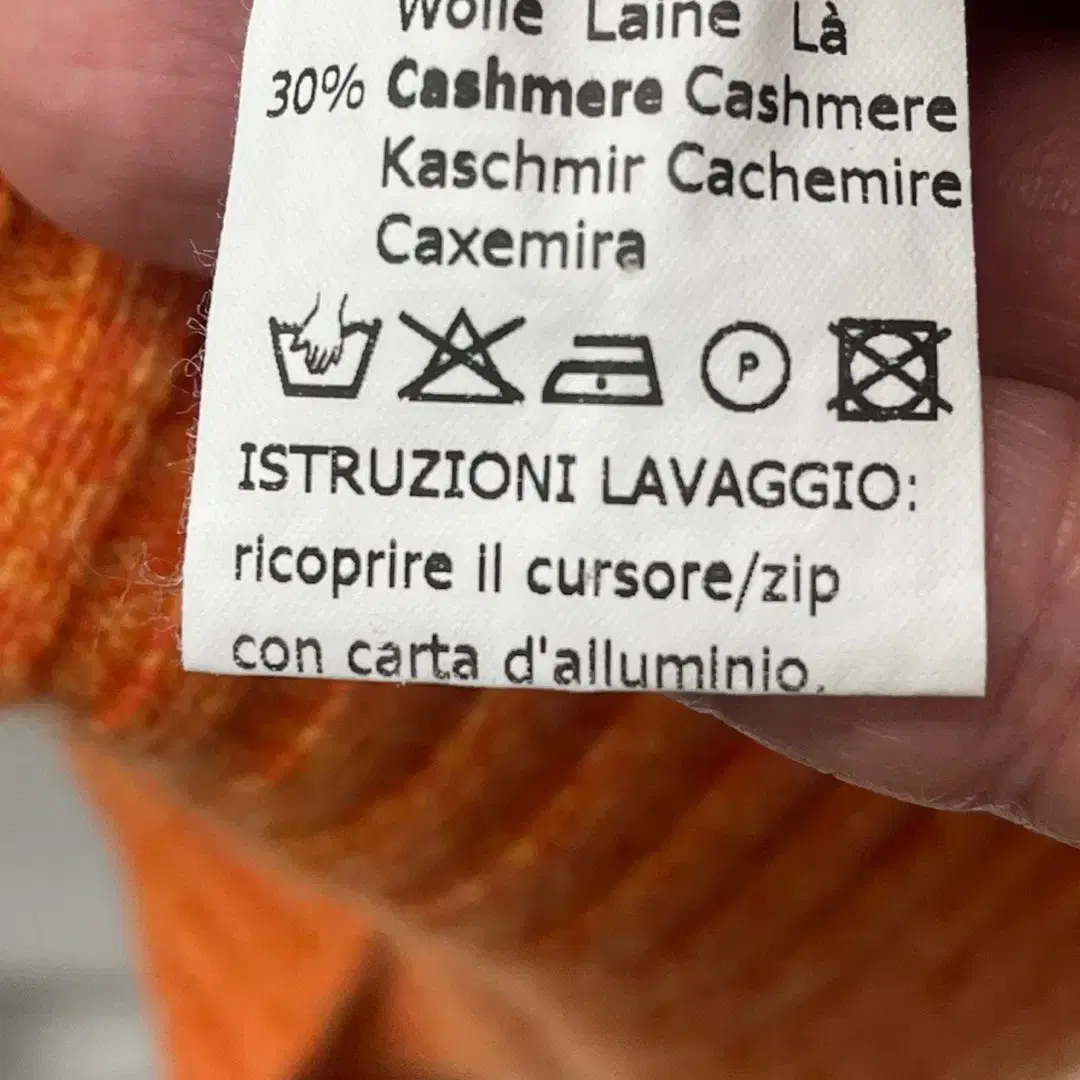 Wolle Laine Là
30% Cashmere Cashmere
Kaschmir Cachemire
Caxemira
P
ISTRUZIONI LAVAGGIO:
ricoprire il cursore/zip
con carta d'alluminio.